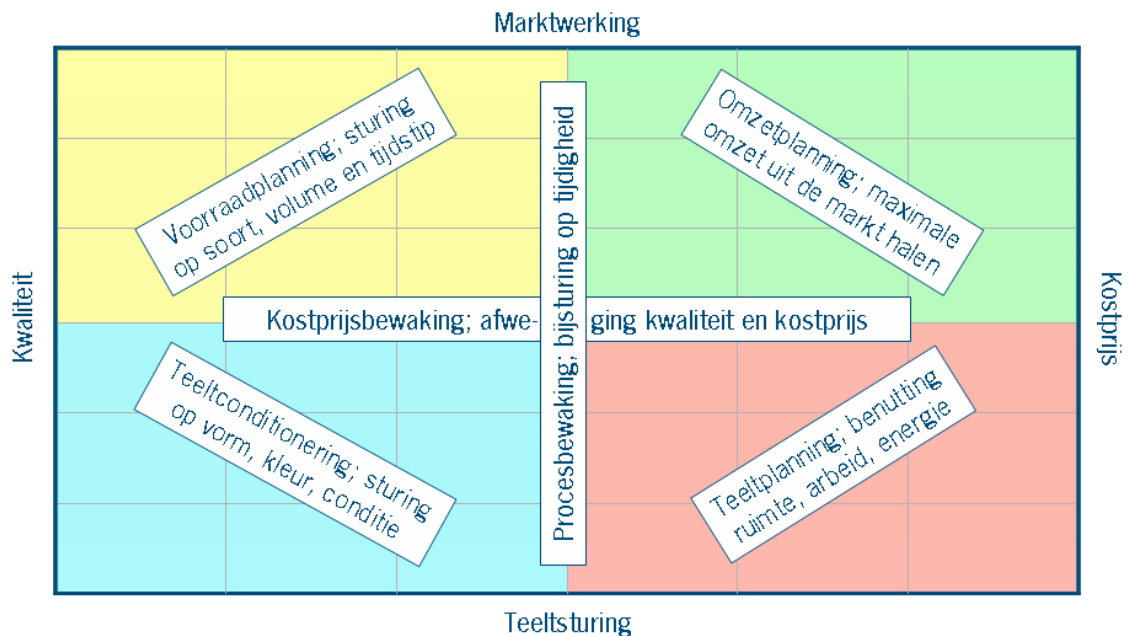 Marktwerking
Voorraadplanning; sturing
op soort, volume en tijdstip
Omzetplanning; maximale
omzet uit de markt halen
Procesbewaking; bijsturing op tijdigheid
Kwaliteit
Kostprijsbewaking; afwe- ging kwaliteit en kostprijs
Kostprijs
Teeltconditionering; sturing
op vorm, kleur, conditie
Teeltplanning; benutting
ruimte, arbeid, energie
Teeltsturing